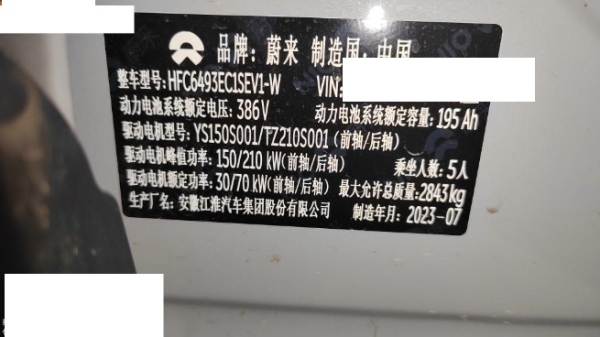 品牌：蔚来 制造国：中国
整车型号：HFC6493EC1SEV1-W VIN：
动力电池系统额定电压：386V 动力电池系统额定容量：195Ah
驱动电机型号：YS150S001/TZ210S001（前轴/后轴）
驱动电机峰值功率：150/210 kW（前轴/后轴） 乘坐人数：5人
驱动电机额定功率：30/70 kW（前轴/后轴） 最大允许总质量：2843kg
生产厂名：安徽江淮汽车集团股份有限公司 制造年月：2023-07